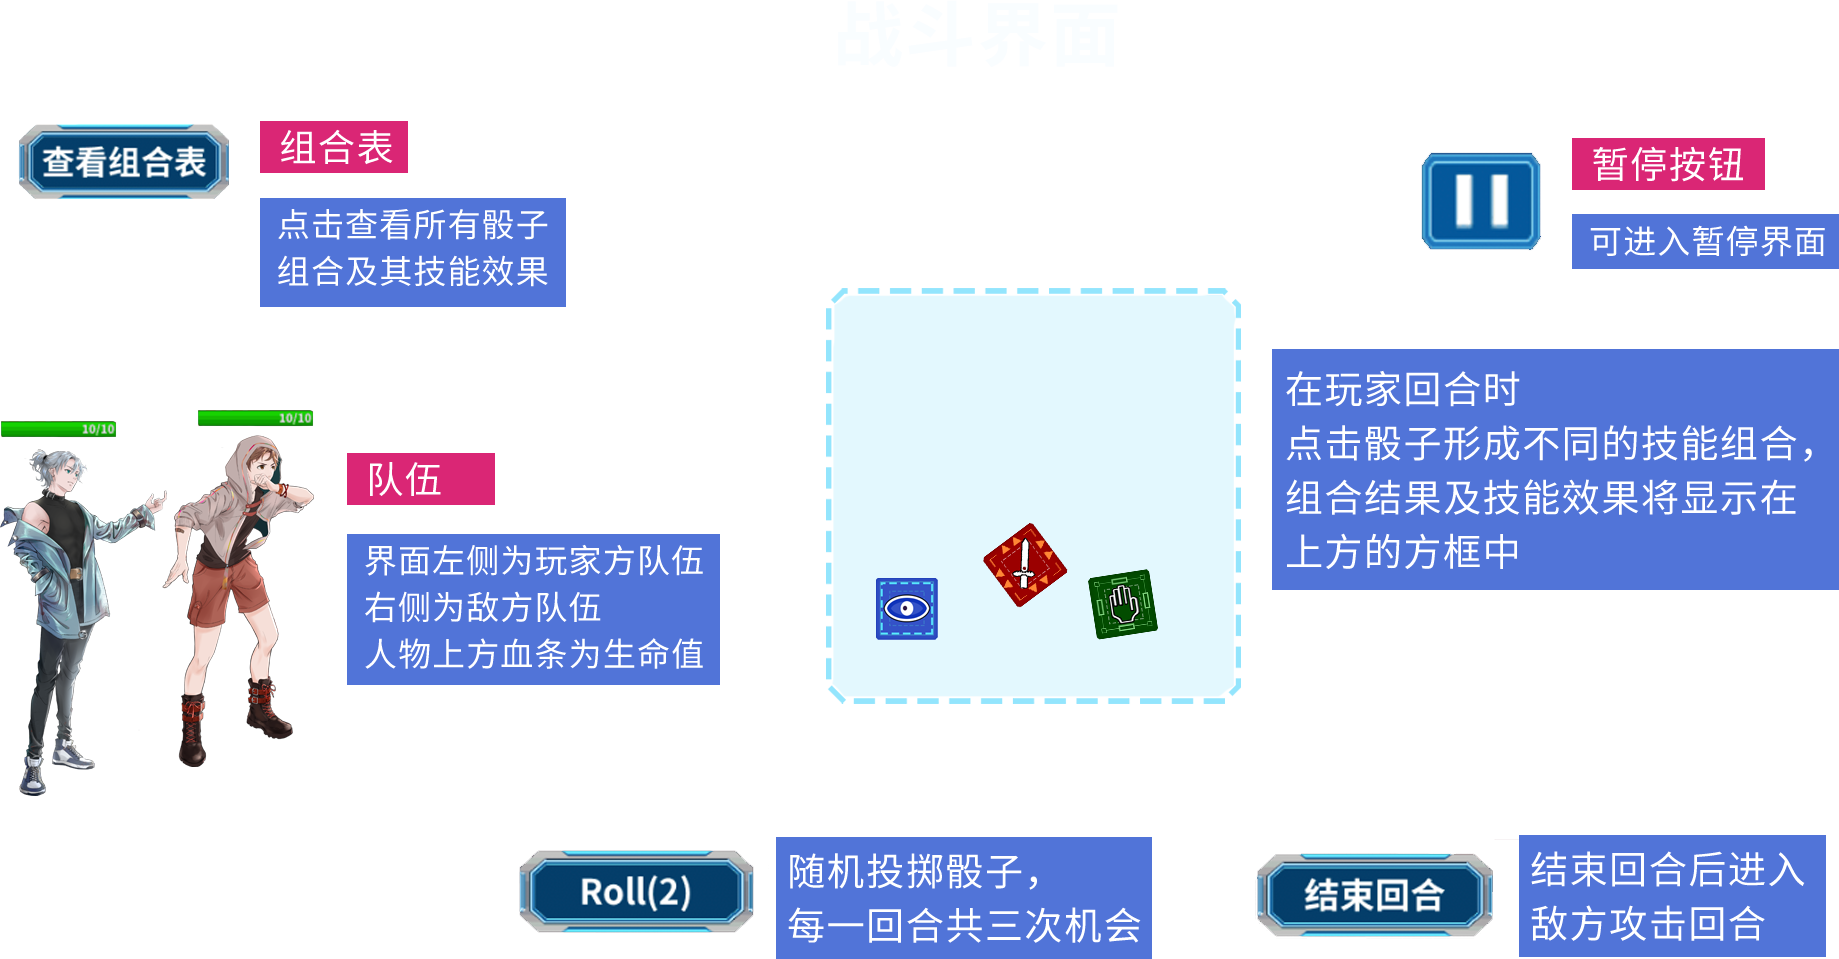 战斗界面
查看组合表
组合表
点击查看所有骰子
组合及其技能效果
暂停按钮
可进入暂停界面
在玩家回合时
点击骰子形成不同的技能组合，
组合结果及技能效果将显示在
上方的方框中
10/10
10/10
队伍
界面左侧为玩家方队伍
右侧为敌方队伍
人物上方血条为生命值
Roll(2)
随机投掷骰子，
每一回合共三次机会
结束回合
结束回合后进入
敌方攻击回合